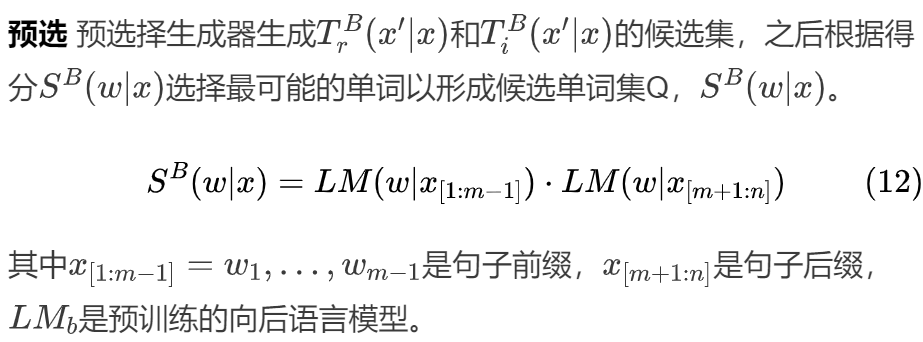 预选 预选择生成器生成$T_r^B(x'|x)$和$T_i^B(x'|x)$的候选集，之后根据得
分$S^B(w|x)$选择最可能的单词以形成候选单词集Q，$S^B(w|x)$。
$S^B(w|x) = LM(w|x_{[1:m-1]}) \cdot LM(w|x_{[m+1:n]})$ (12)
其中$x_{[1:m-1]} = w_1, \ldots, w_{m-1}$是句子前缀，$x_{[m+1:n]}$是句子后缀，
$LM_b$是预训练的向后语言模型。